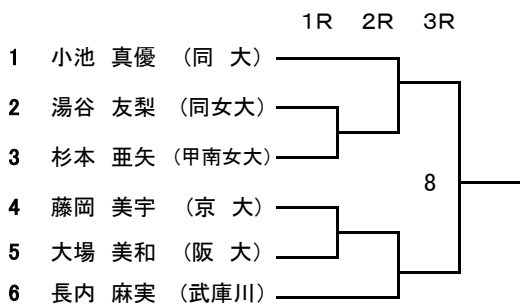 1R 2R 3R
1 小池 真優 (同 大)
2 湯谷 友梨 (同女大)
3 杉本 亜矢 (甲南女大)
8
4 藤岡 美宇 (京 大)
5 大場 美和 (阪 大)
6 長内 麻実 (武庫川)